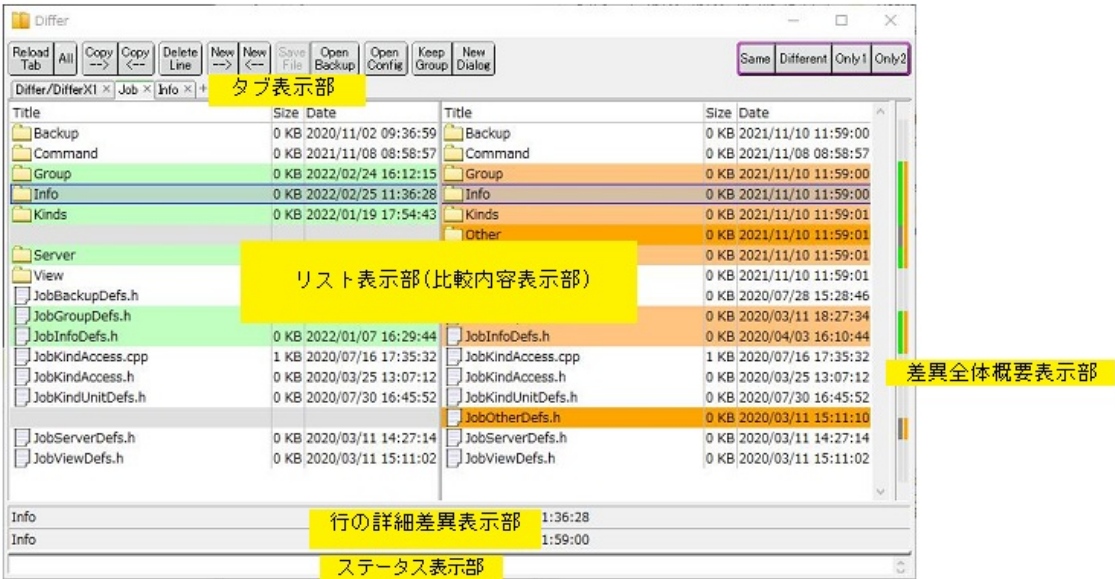 Differ
Reload Tab All Copy --> Copy <-- Delete Line New --> New <-- Save File Open Backup Open Config Keep Group New Dialog Same Different Only1 Only2
タブ表示部
Differ/DifferX1 × Job × Info × +
Title Size Date Title Size Date
Backup 0 KB 2020/11/02 09:36:59 Backup 0 KB 2021/11/10 11:59:00
Command 0 KB 2021/11/08 08:58:57 Command 0 KB 2021/11/08 08:58:57
Group 0 KB 2022/02/24 16:12:15 Group 0 KB 2021/11/10 11:59:00
Info 0 KB 2022/02/25 11:36:28 Info 0 KB 2021/11/10 11:59:00
Kinds 0 KB 2022/01/19 17:54:43 Kinds 0 KB 2021/11/10 11:59:01
Other 0 KB 2021/11/10 11:59:01
Server 0 KB 2021/11/10 11:59:01
View 0 KB 2021/11/10 11:59:01
リスト表示部(比較内容表示部)
JobBackupDefs.h 0 KB 2020/07/28 15:28:46
JobGroupDefs.h 0 KB 2020/03/11 18:27:34
JobInfoDefs.h 0 KB 2022/01/07 16:29:44 JobInfoDefs.h 0 KB 2020/04/03 16:10:44
JobKindAccess.cpp 1 KB 2020/07/16 17:35:32 JobKindAccess.cpp 1 KB 2020/07/16 17:35:32
JobKindAccess.h 0 KB 2020/03/25 13:07:12 JobKindAccess.h 0 KB 2020/03/25 13:07:12
差異全体概要表示部
JobKindUnitDefs.h 0 KB 2020/07/30 16:45:52 JobKindUnitDefs.h 0 KB 2020/07/30 16:45:52
JobOtherDefs.h 0 KB 2020/03/11 15:11:10
JobServerDefs.h 0 KB 2020/03/11 14:27:14 JobServerDefs.h 0 KB 2020/03/11 14:27:14
JobViewDefs.h 0 KB 2020/03/11 15:11:02 JobViewDefs.h 0 KB 2020/03/11 15:11:02
Info 1:36:28
行の詳細差異表示部
Info 1:59:00
ステータス表示部